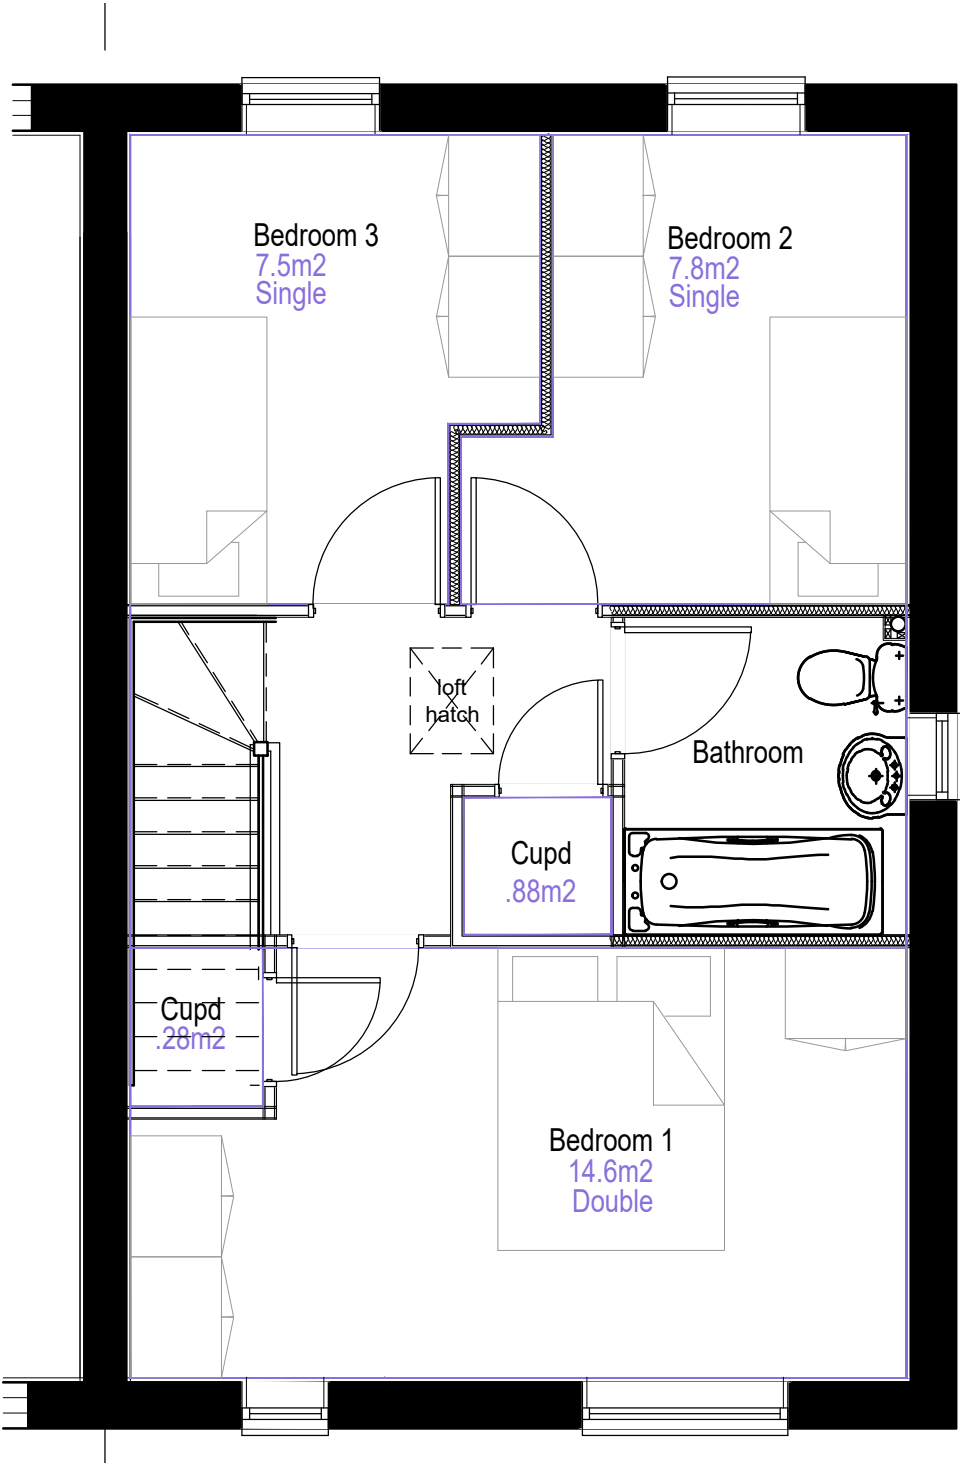 Bedroom 3
7.5m2
Single
Bedroom 2
7.8m2
Single
loft
hatch
Bathroom
Cupd
.88m2
Cupd
.28m2
Bedroom 1
14.6m2
Double